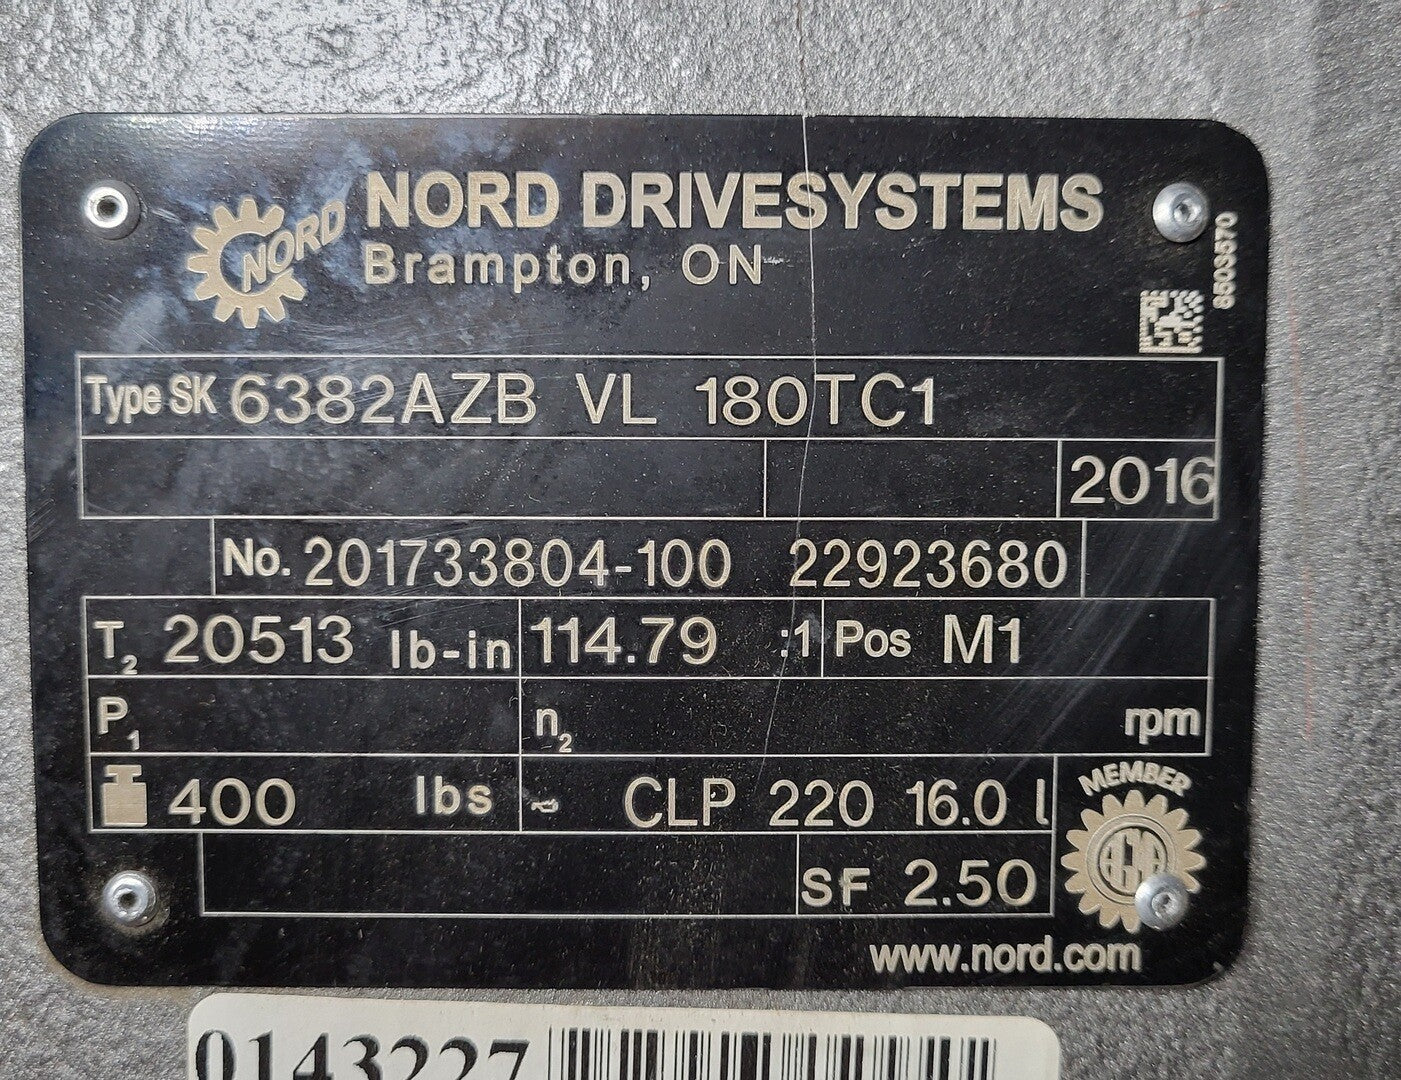 NORD
NORD DRIVESYSTEMS
Brampton, ON
8503570
Type SK 6382AZB VL 180TC1
2016
No. 201733804-100 22923680
T2 20513 lb-in 114.79 :1 Pos M1
P1 n2 rpm
400 lbs CLP 220 16.0 l
MEMBER
SF 2.50
AGMA
www.nord.com
0143227